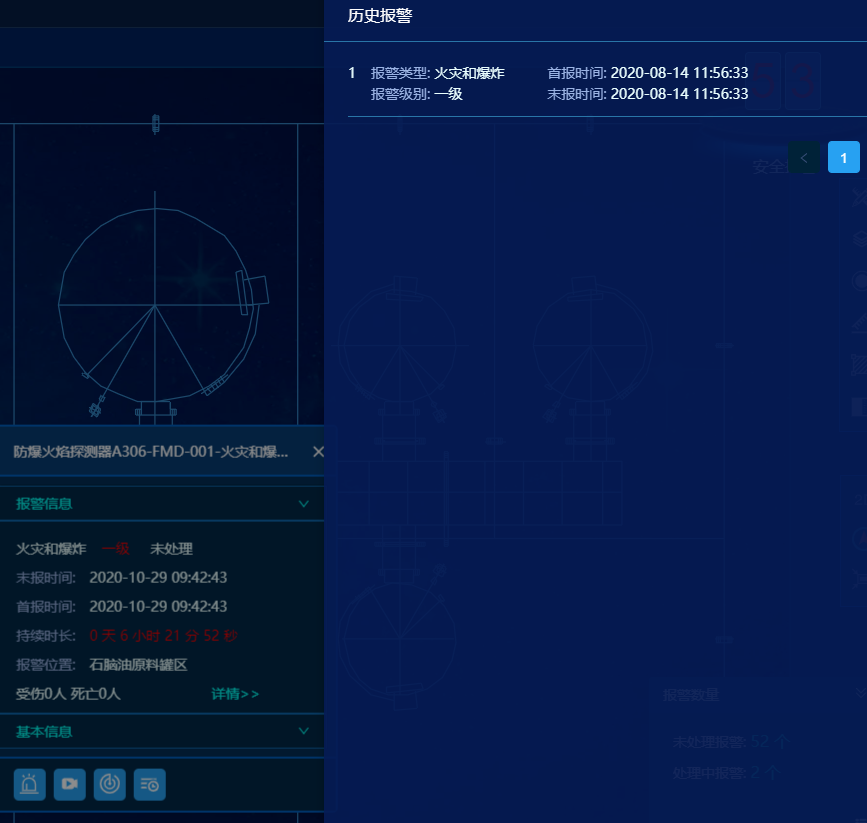 历史报警
1 报警类型: 火灾和爆炸 首报时间: 2020-08-14 11:56:33
报警级别: 一级 末报时间: 2020-08-14 11:56:33
53
< 1
安全
防爆火焰探测器A306-FMD-001-火灾和爆...
报警信息
火灾和爆炸 一级 未处理
末报时间: 2020-10-29 09:42:43
首报时间: 2020-10-29 09:42:43
持续时长: 0 天 6 小时 21 分 52 秒
报警位置: 石脑油原料罐区
受伤0人 死亡0人 详情>>
基本信息
报警数量
未处理报警: 52 个
处理中报警: 2 个